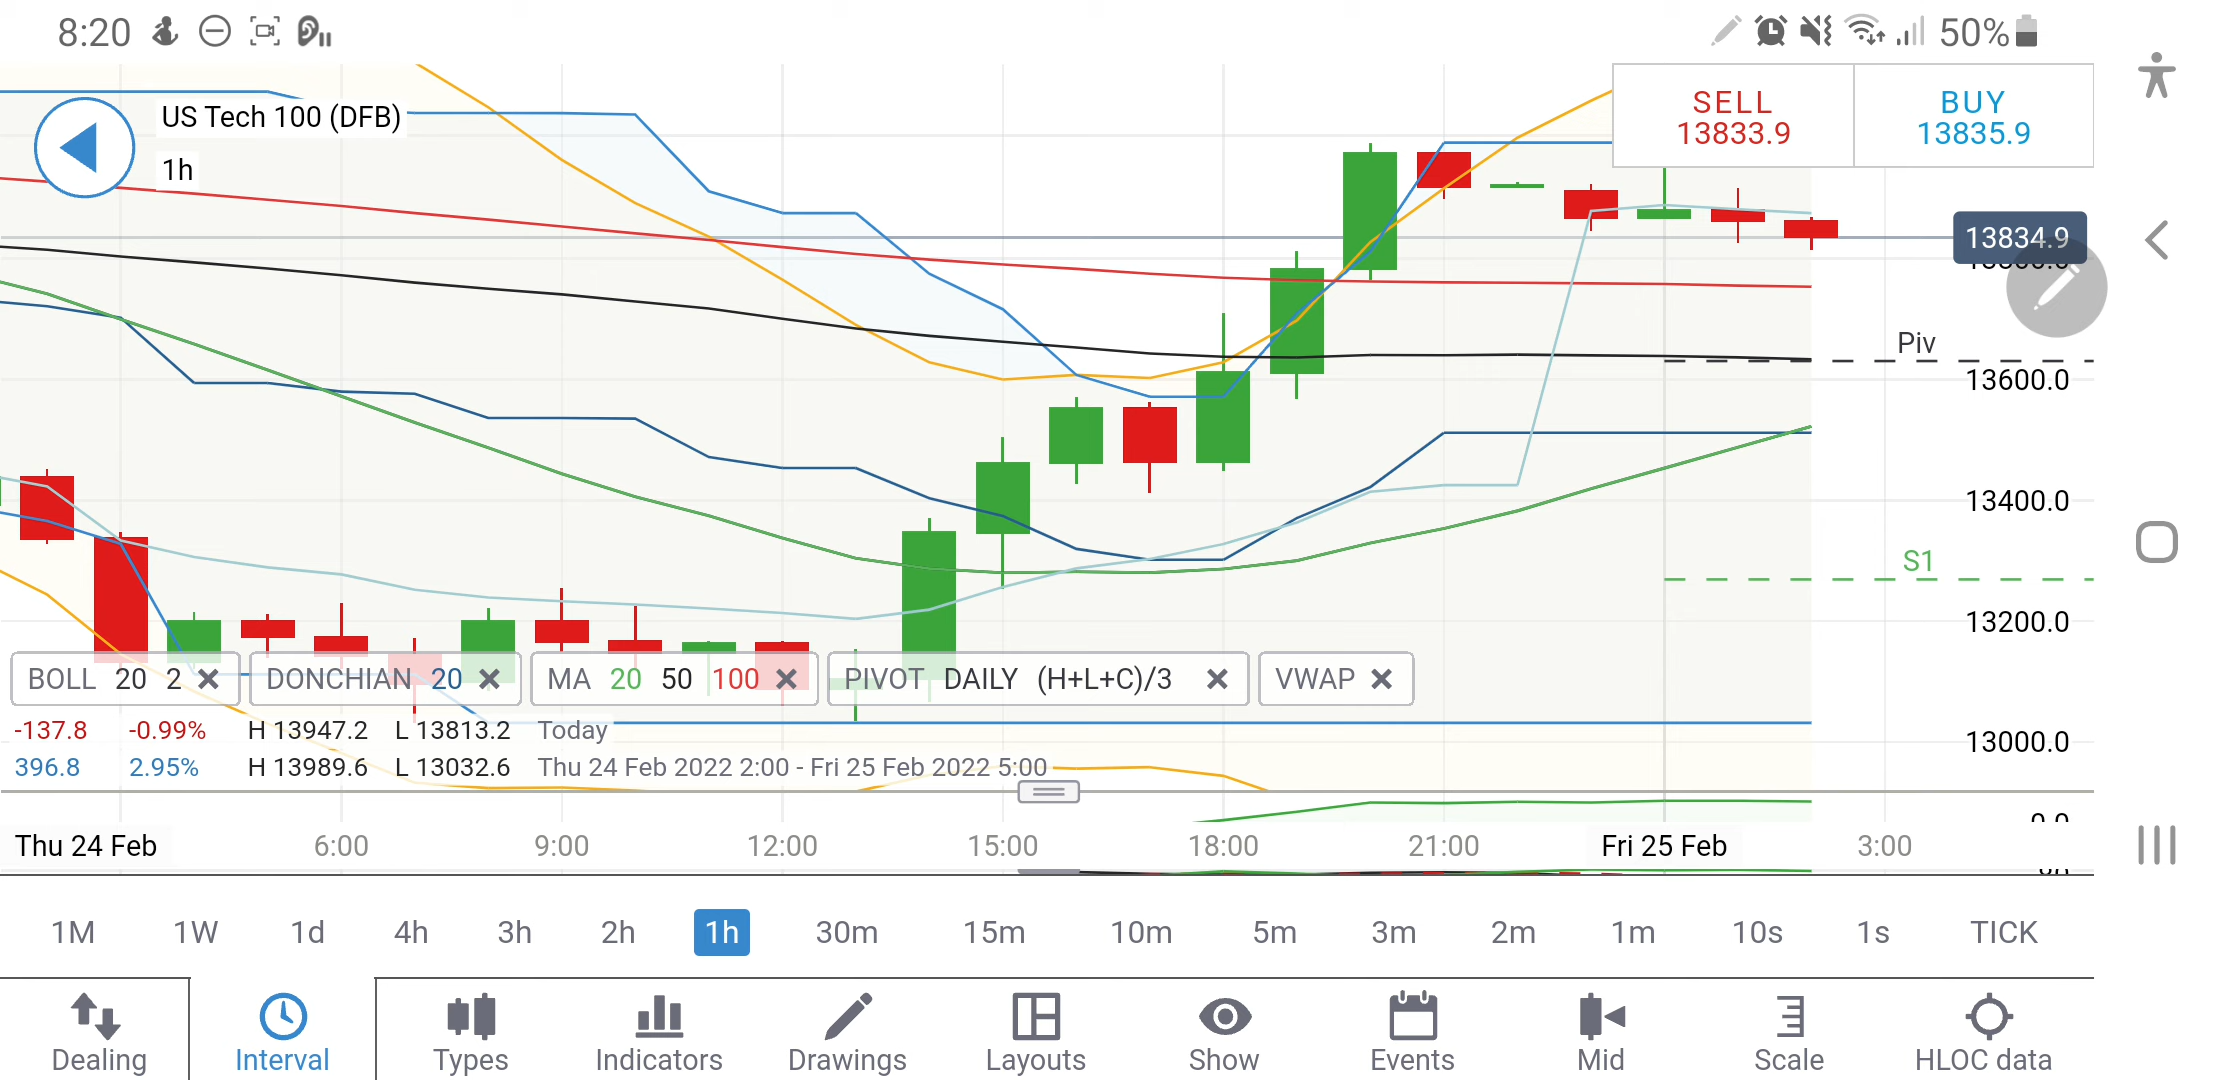 8:20
50%
US Tech 100 (DFB)
1h
SELL
13833.9
BUY
13835.9
13834.9
Piv
13600.0
13400.0
S1
13200.0
13000.0
BOLL 20 2
DONCHIAN 20
MA 20 50 100
PIVOT DAILY (H+L+C)/3
VWAP
-137.8 -0.99% H 13947.2 L 13813.2 Today
396.8 2.95% H 13989.6 L 13032.6 Thu 24 Feb 2022 2:00 - Fri 25 Feb 2022 5:00
Thu 24 Feb 6:00 9:00 12:00 15:00 18:00 21:00 Fri 25 Feb 3:00
1M 1W 1d 4h 3h 2h 1h 30m 15m 10m 5m 3m 2m 1m 10s 1s TICK
Dealing Interval Types Indicators Drawings Layouts Show Events Mid Scale HLOC data